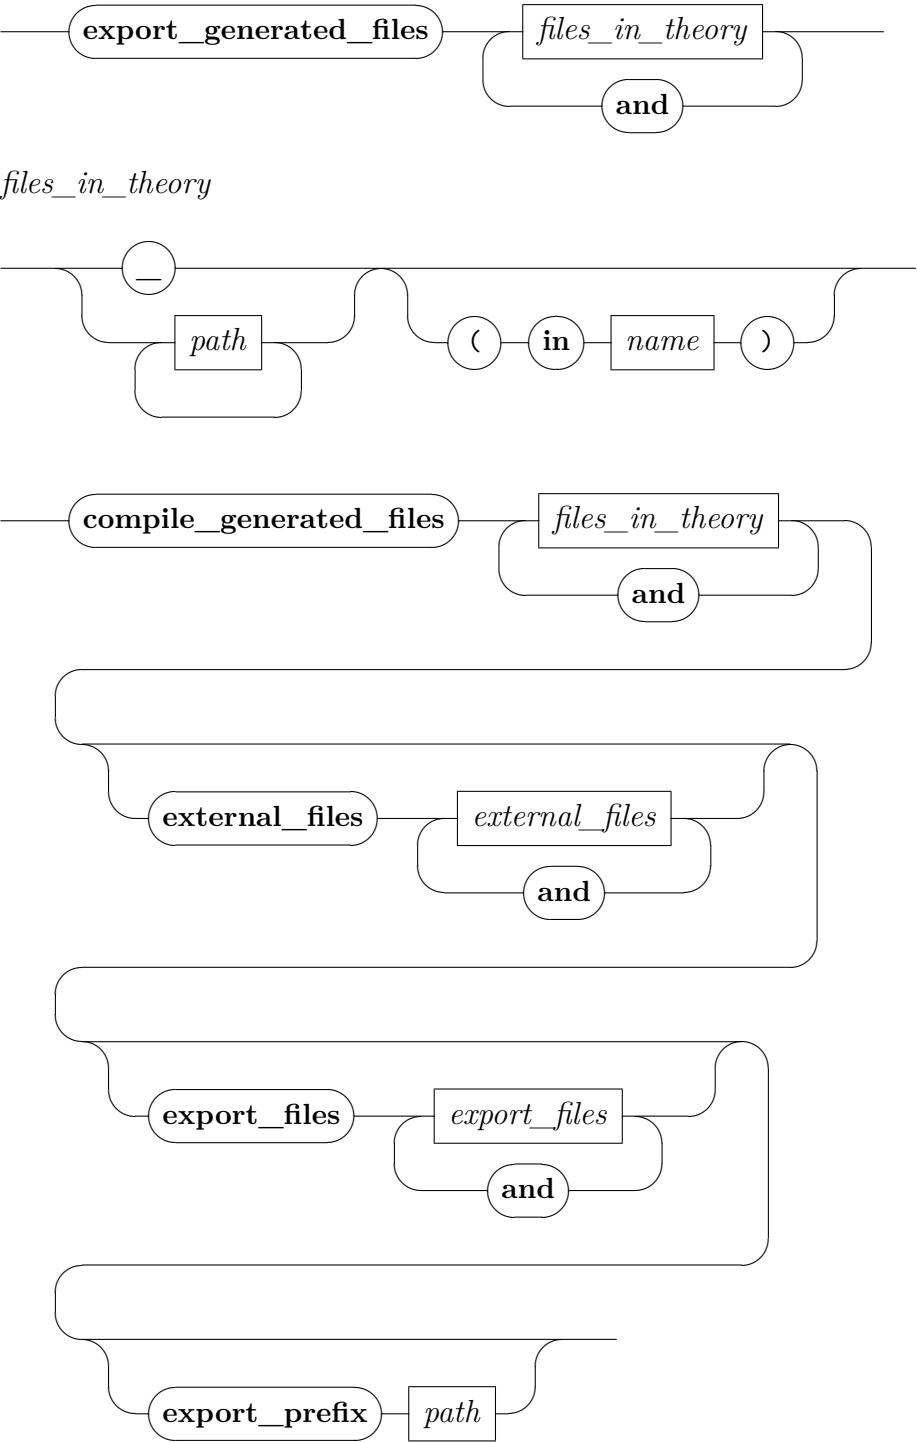 export_generated_files files_in_theory
and
files_in_theory
_
path ( in name )
compile_generated_files files_in_theory
and
external_files external_files
and
export_files export_files
and
export_prefix path